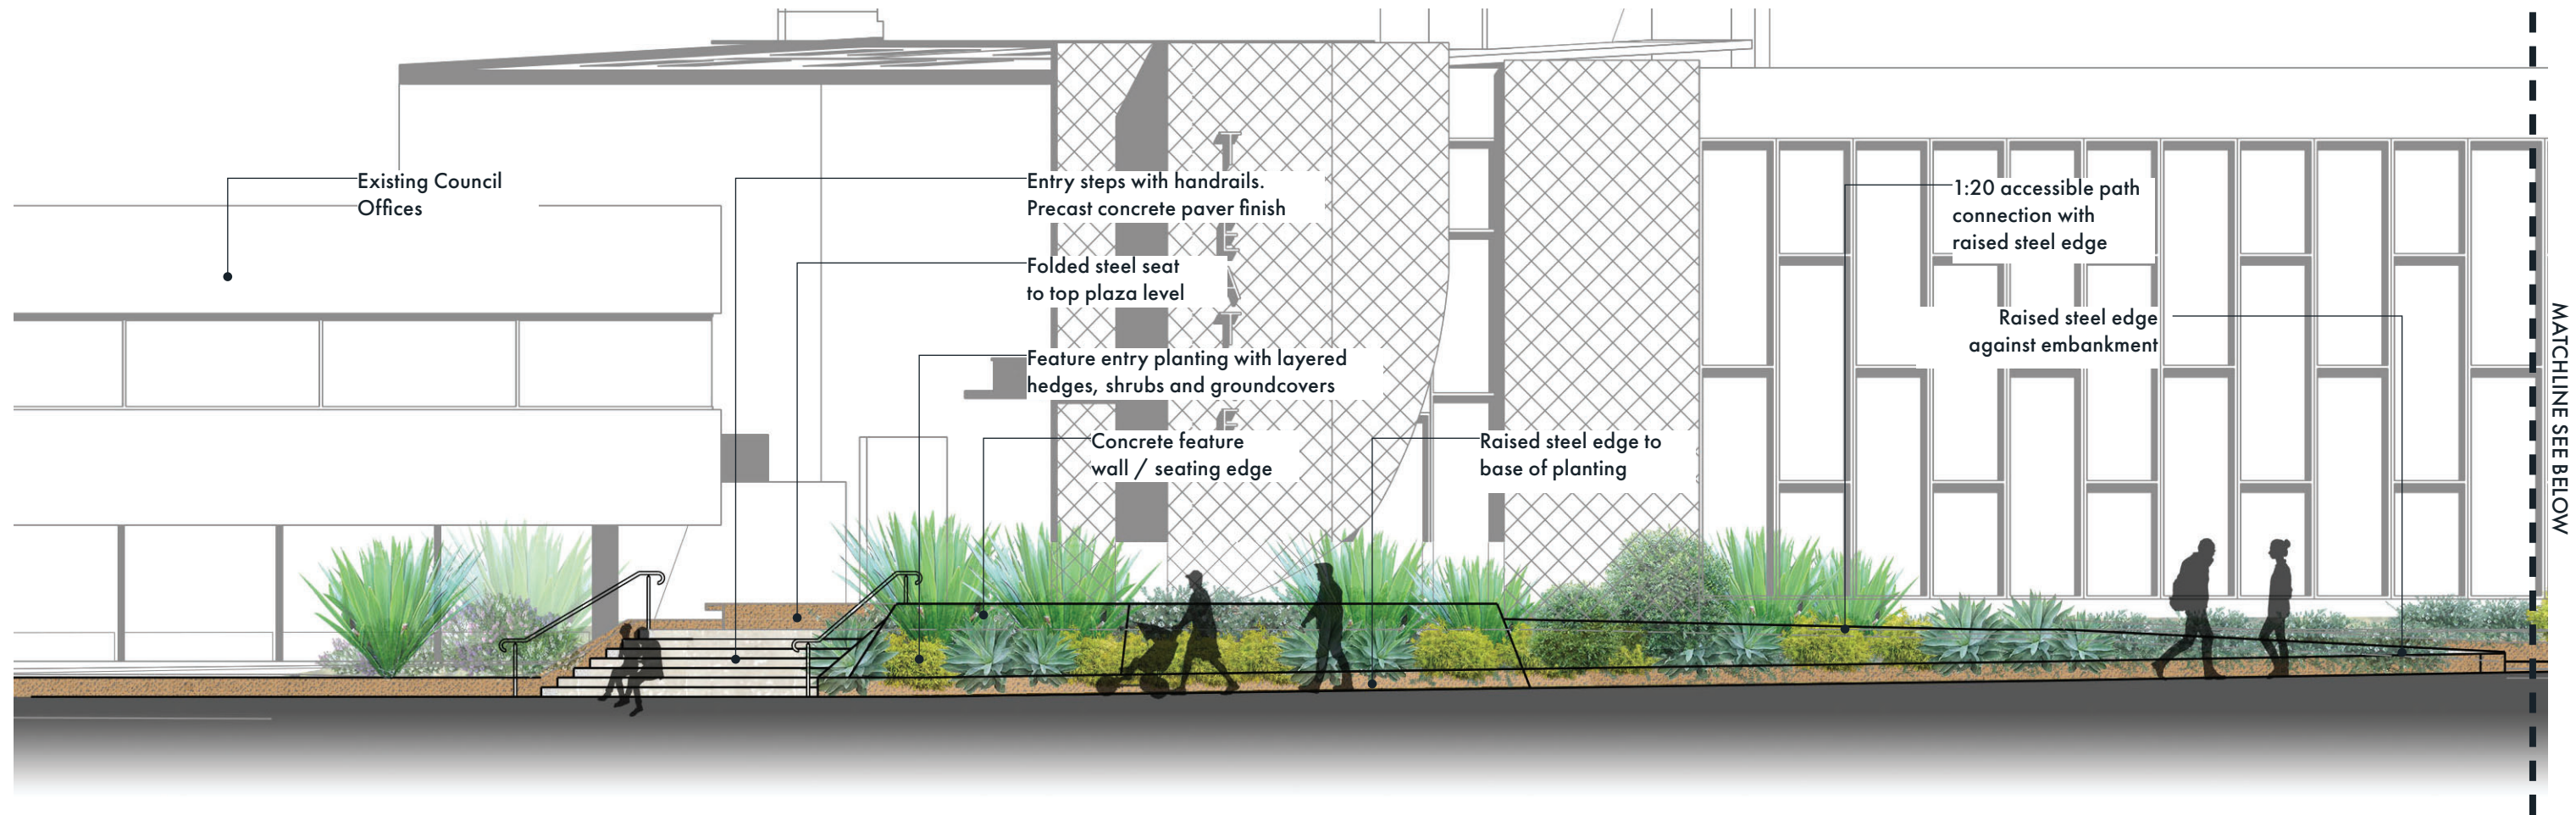 Existing Council
Offices
Entry steps with handrails.
Precast concrete paver finish
Folded steel seat
to top plaza level
Feature entry planting with layered
hedges, shrubs and groundcovers
Concrete feature
wall / seating edge
Raised steel edge to
base of planting
1:20 accessible path
connection with
raised steel edge
Raised steel edge
against embankment
MATCHLINE SEE BELOW